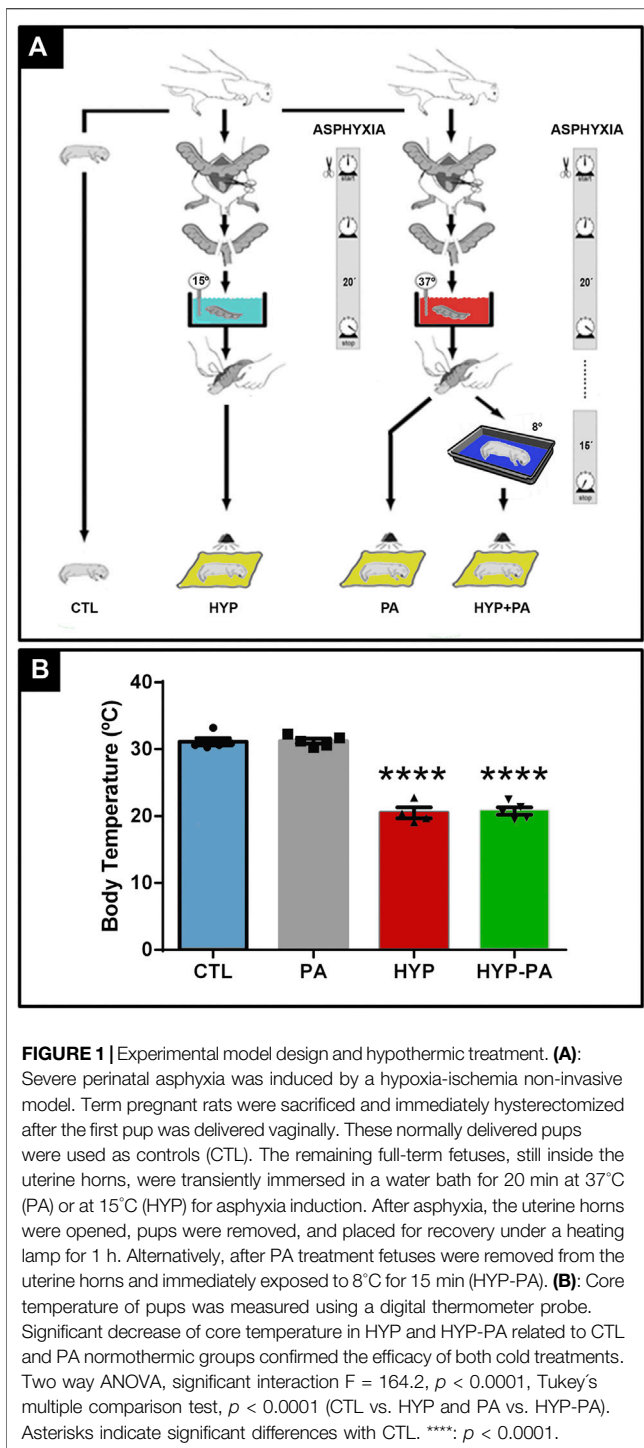 A
ASPHYXIA
ASPHYXIA
start
start
15º
37º
20´
20´
stop
stop
8º
15´
stop
CTL
HYP
PA
HYP+PA
B
Body Temperature (ºC)
40
30
20
10
0
****
****
CTL
PA
HYP
HYP-PA
FIGURE 1 | Experimental model design and hypothermic treatment. (A):
Severe perinatal asphyxia was induced by a hypoxia-ischemia non-invasive
model. Term pregnant rats were sacrificed and immediately hysterectomized
after the first pup was delivered vaginally. These normally delivered pups
were used as controls (CTL). The remaining full-term fetuses, still inside the
uterine horns, were transiently immersed in a water bath for 20 min at 37°C
(PA) or at 15°C (HYP) for asphyxia induction. After asphyxia, the uterine horns
were opened, pups were removed, and placed for recovery under a heating
lamp for 1 h. Alternatively, after PA treatment fetuses were removed from the
uterine horns and immediately exposed to 8°C for 15 min (HYP-PA). (B): Core
temperature of pups was measured using a digital thermometer probe.
Significant decrease of core temperature in HYP and HYP-PA related to CTL
and PA normothermic groups confirmed the efficacy of both cold treatments.
Two way ANOVA, significant interaction F = 164.2, p < 0.0001, Tukey´s
multiple comparison test, p < 0.0001 (CTL vs. HYP and PA vs. HYP-PA).
Asterisks indicate significant differences with CTL. ****: p < 0.0001.